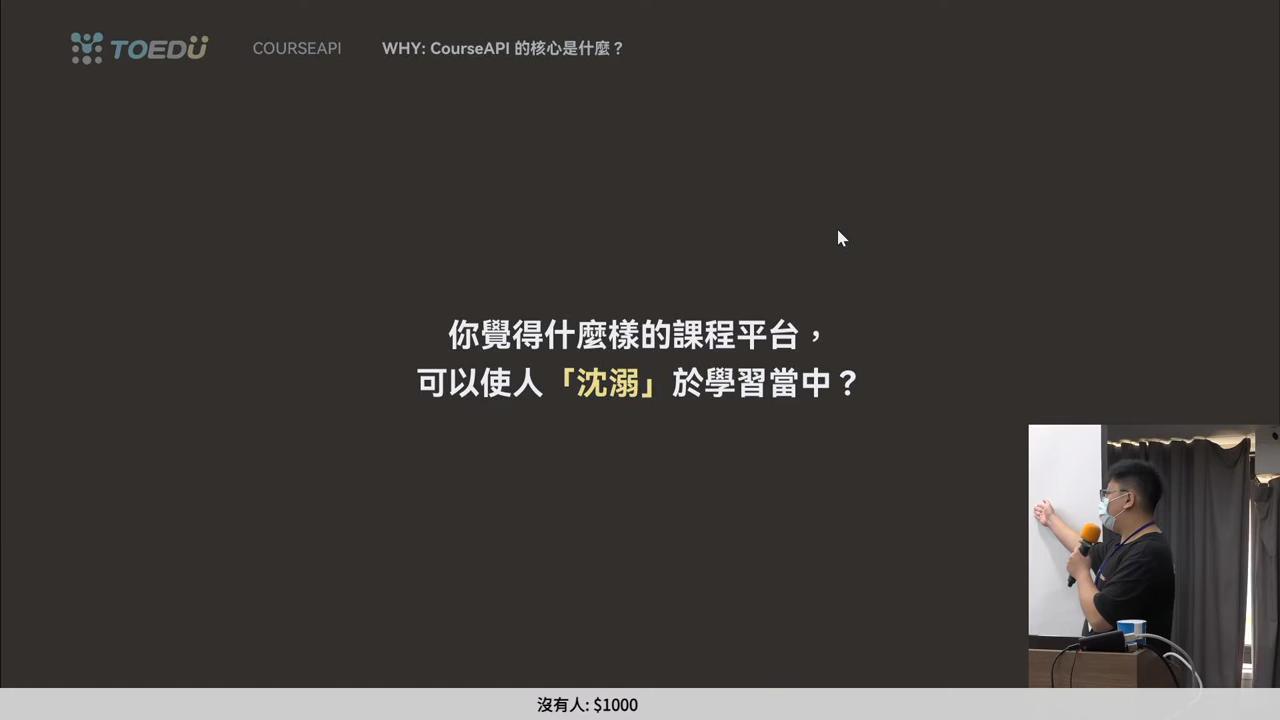 TOEDU
COURSEAPI
WHY: CourseAPI 的核心是什麼？
你覺得什麼樣的課程平台，
可以使人「沈溺」於學習當中？
沒有人: $1000